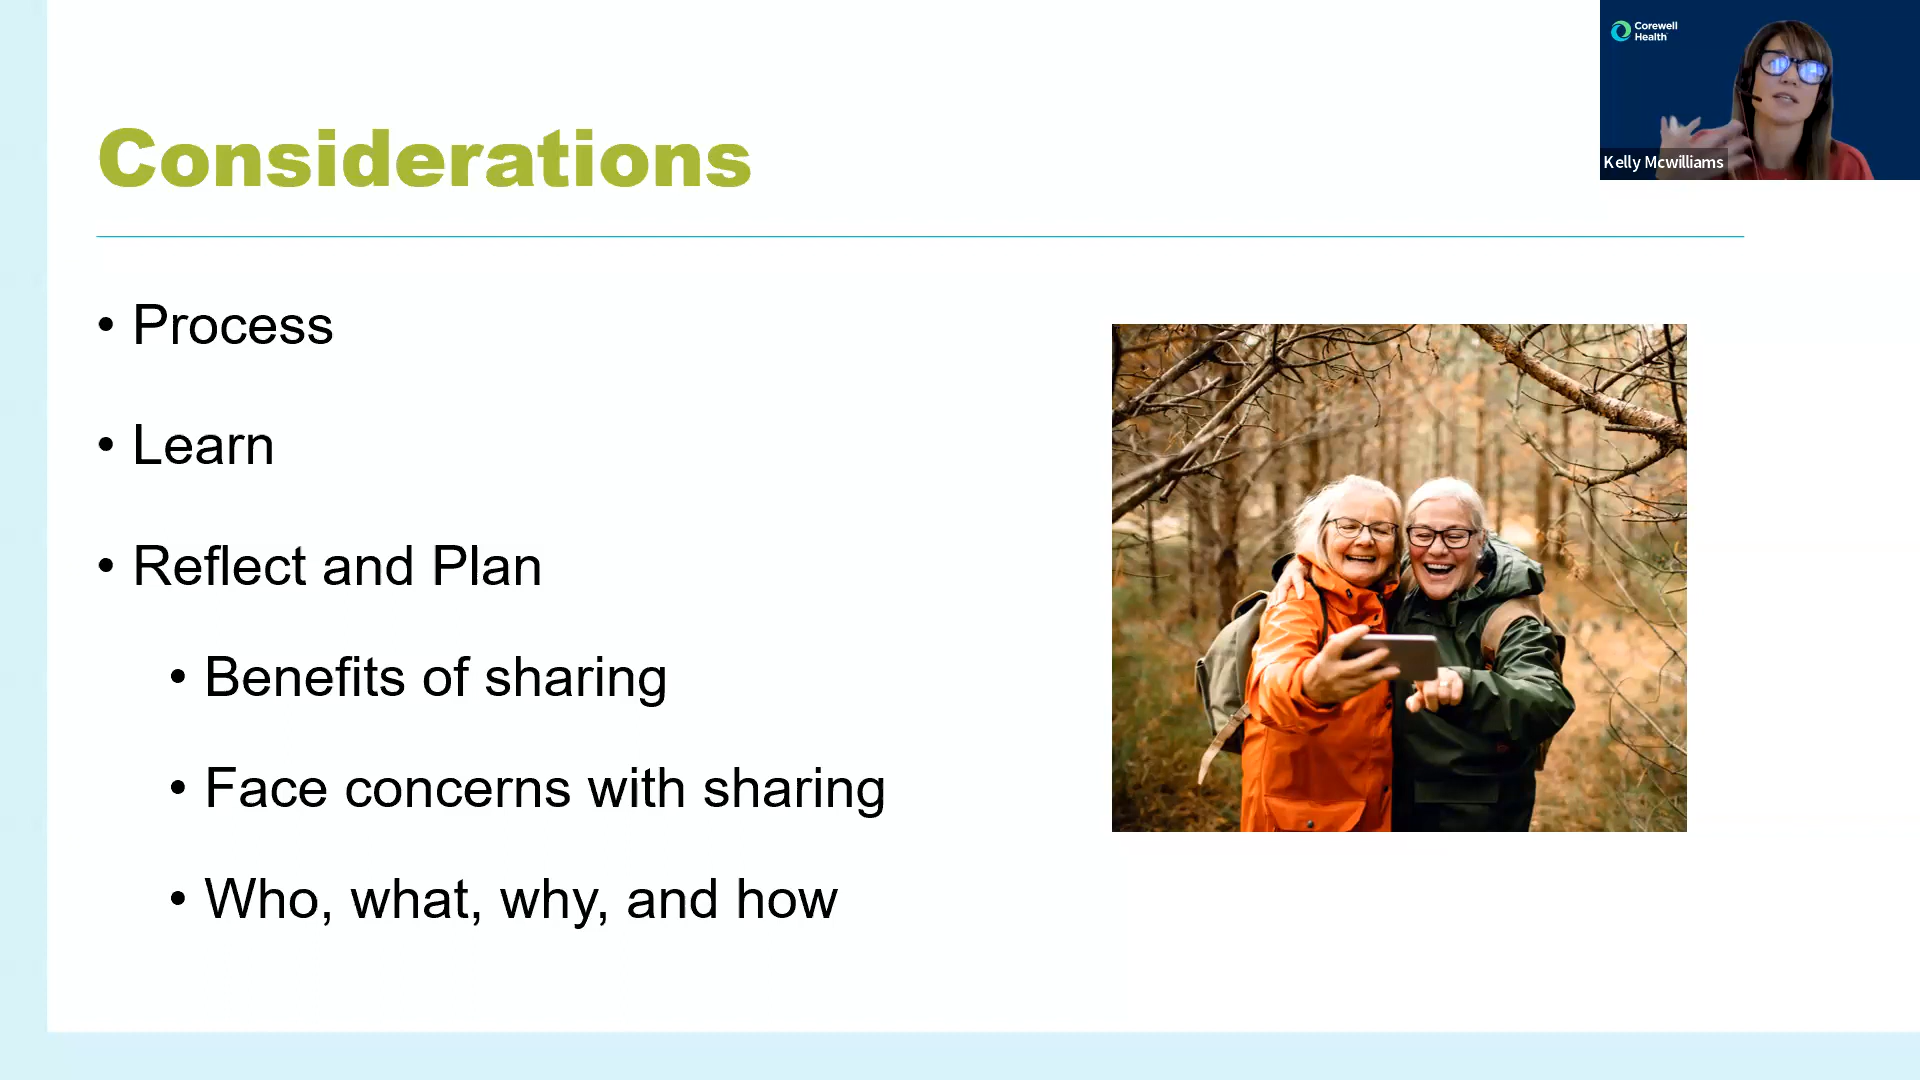 Corewell
Health
Kelly Mcwilliams
Considerations
• Process
• Learn
• Reflect and Plan
• Benefits of sharing
• Face concerns with sharing
• Who, what, why, and how